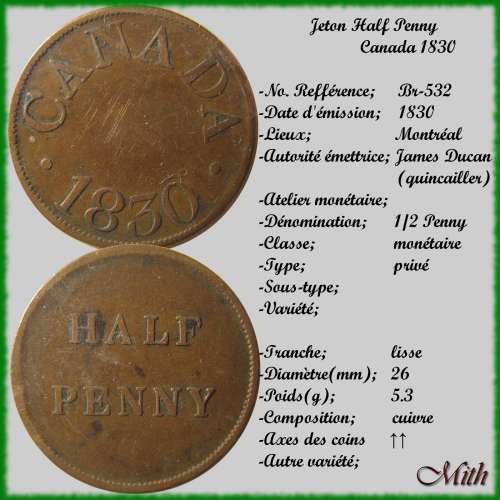 Jeton Half Penny
Canada 1830
-No. Refférence; Br-532
-Date d'émission; 1830
-Lieux; Montréal
-Autorité émettrice; James Ducan
(quincailler)
-Atelier monétaire;
-Dénomination; 1/2 Penny
-Classe; monétaire
-Type; privé
-Sous-type;
-Variété;
-Tranche; lisse
-Diamètre(mm); 26
-Poids(g); 5.3
-Composition; cuivre
-Axes des coins ↑↑
-Autre variété;
CANADA
· 1830 ·
HALF
PENNY
Mith